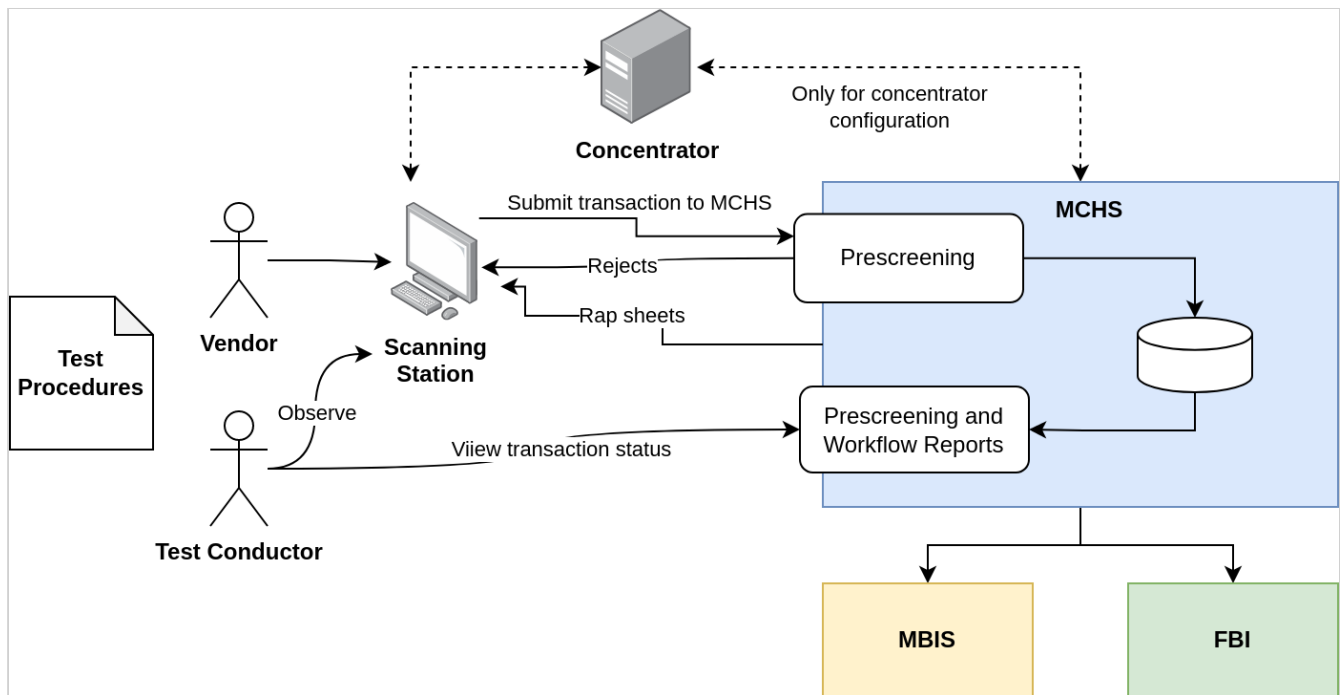 Only for concentrator
configuration
Concentrator
Submit transaction to MCHS
MCHS
Prescreening
Rejects
Rap sheets
Vendor
Scanning
Station
Test
Procedures
Observe
Viiew transaction status
Prescreening and
Workflow Reports
Test Conductor
MBIS
FBI